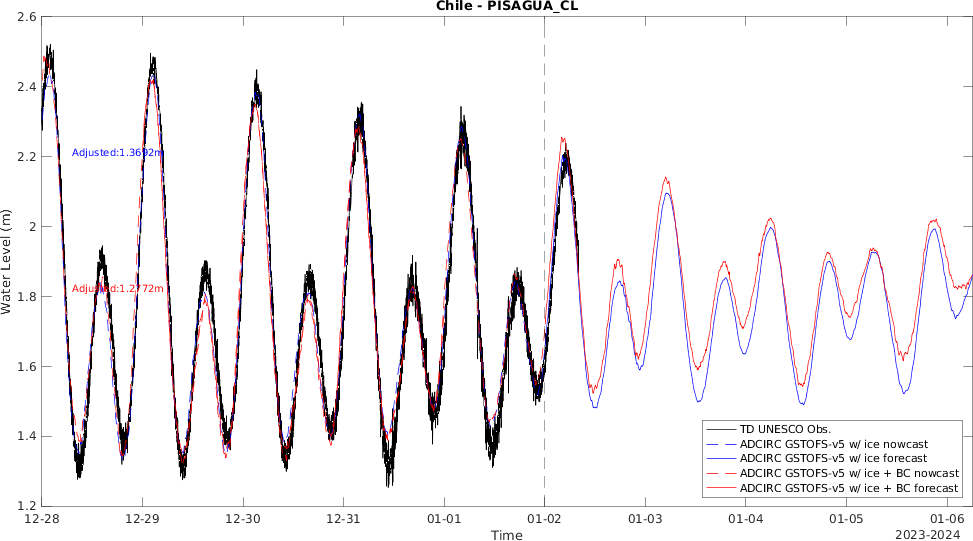 Chile - PISAGUA_CL
2.6
2.4
2.2
2
1.8
1.6
1.4
1.2
Water Level (m)
Adjusted:1.3692m
Adjusted:1.2772m
TD UNESCO Obs.
ADCIRC GSTOFS-v5 w/ ice nowcast
ADCIRC GSTOFS-v5 w/ ice forecast
ADCIRC GSTOFS-v5 w/ ice + BC nowcast
ADCIRC GSTOFS-v5 w/ ice + BC forecast
12-28 12-29 12-30 12-31 01-01 01-02 01-03 01-04 01-05 01-06
Time
2023-2024